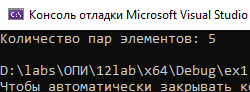 Консоль отладки Microsoft Visual Studio
Количество пар элементов: 5
D:\labs\ОПИ\12lab\x64\Debug\ex1
Чтобы автоматически закрывать к